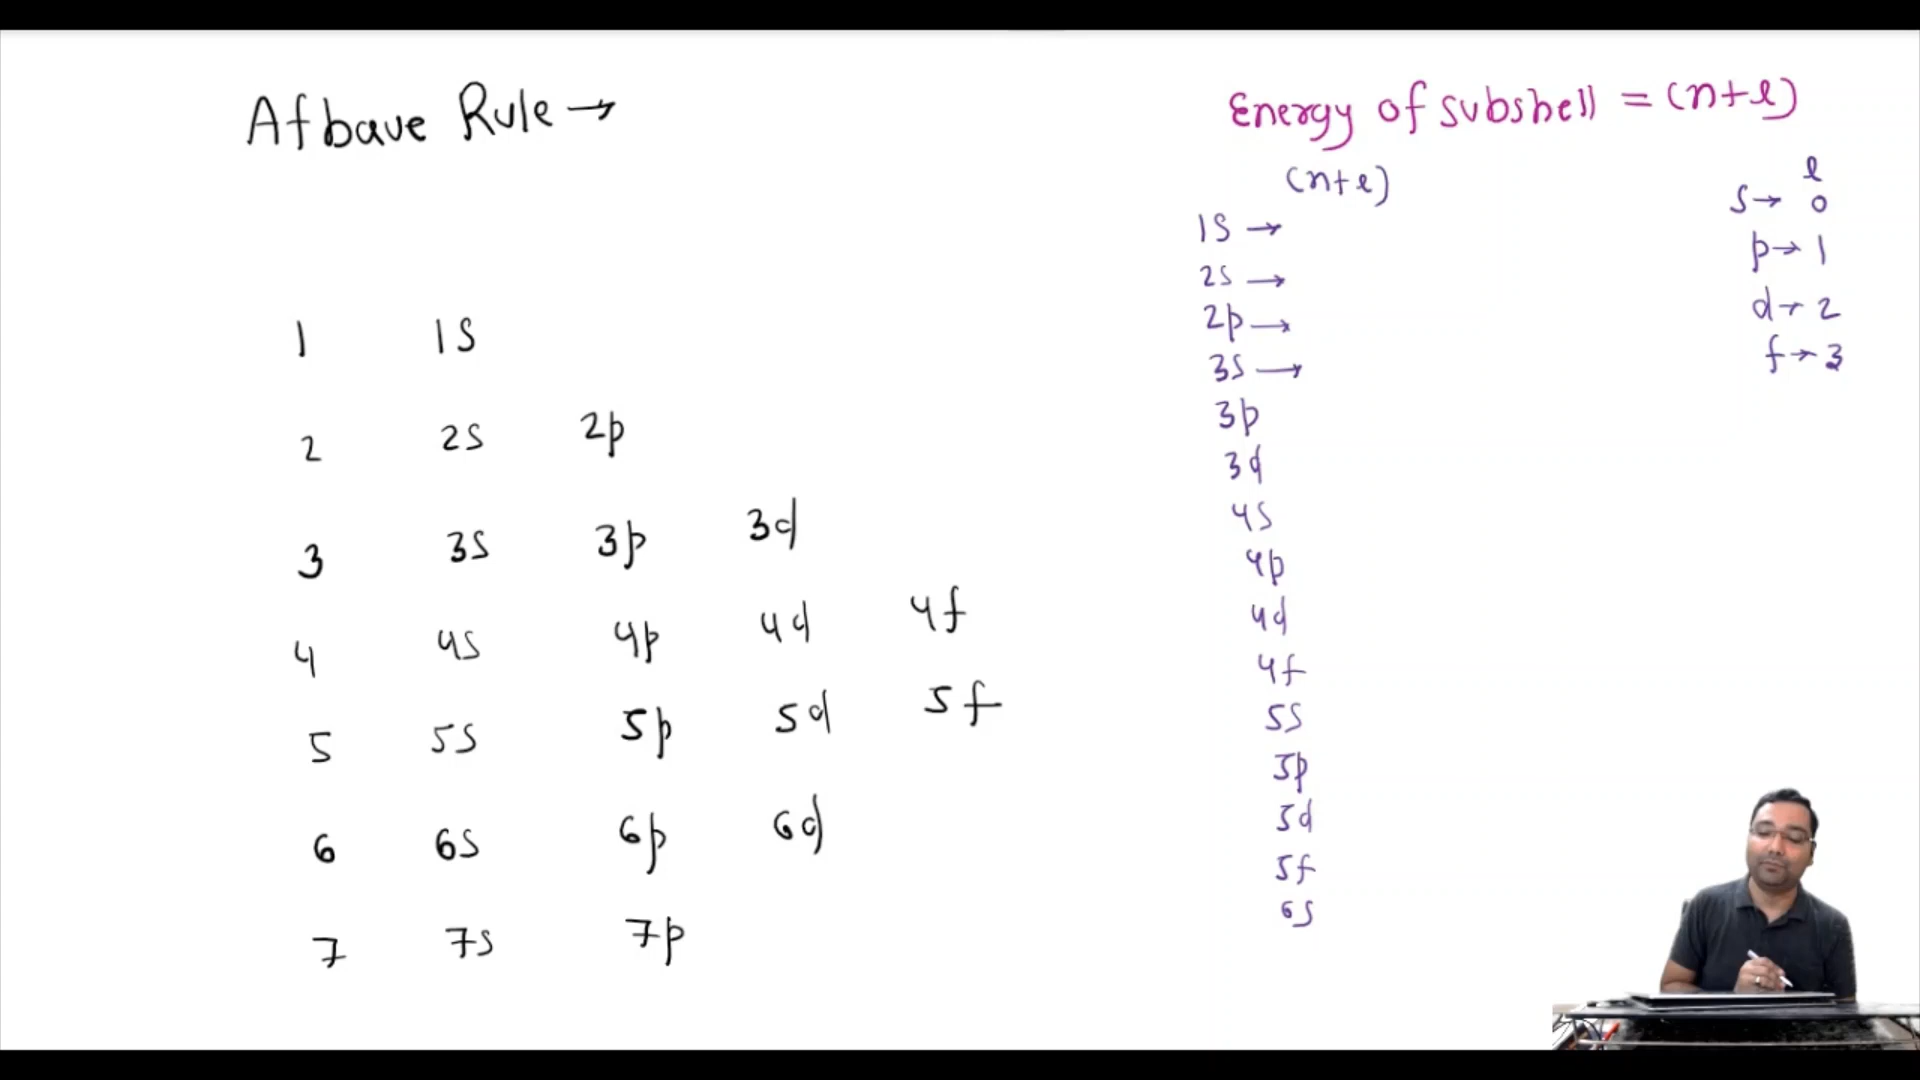 Afbave Rule →
1 1S
2 2S 2p
3 3S 3p 3d
4 4S 4p 4d 4f
5 5S 5p 5d 5f
6 6S 6p 6d
7 7S 7p
Energy of subshell = (n+l)
(n+l)
1S →
2S →
2p →
3S →
3p
3d
4S
4p
4d
4f
5S
5p
5d
5f
6S
l
S → 0
p → 1
d → 2
f → 3